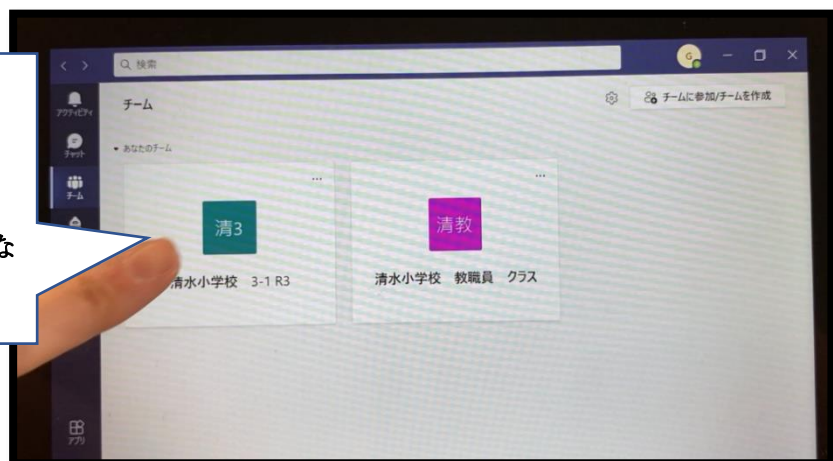 検索
G
アクティビティ
チャット
チーム
アプリ
チーム
チームに参加/チームを作成
あなたのチーム
清3
清水小学校 3-1 R3
清教
清水小学校 教職員 クラス
な